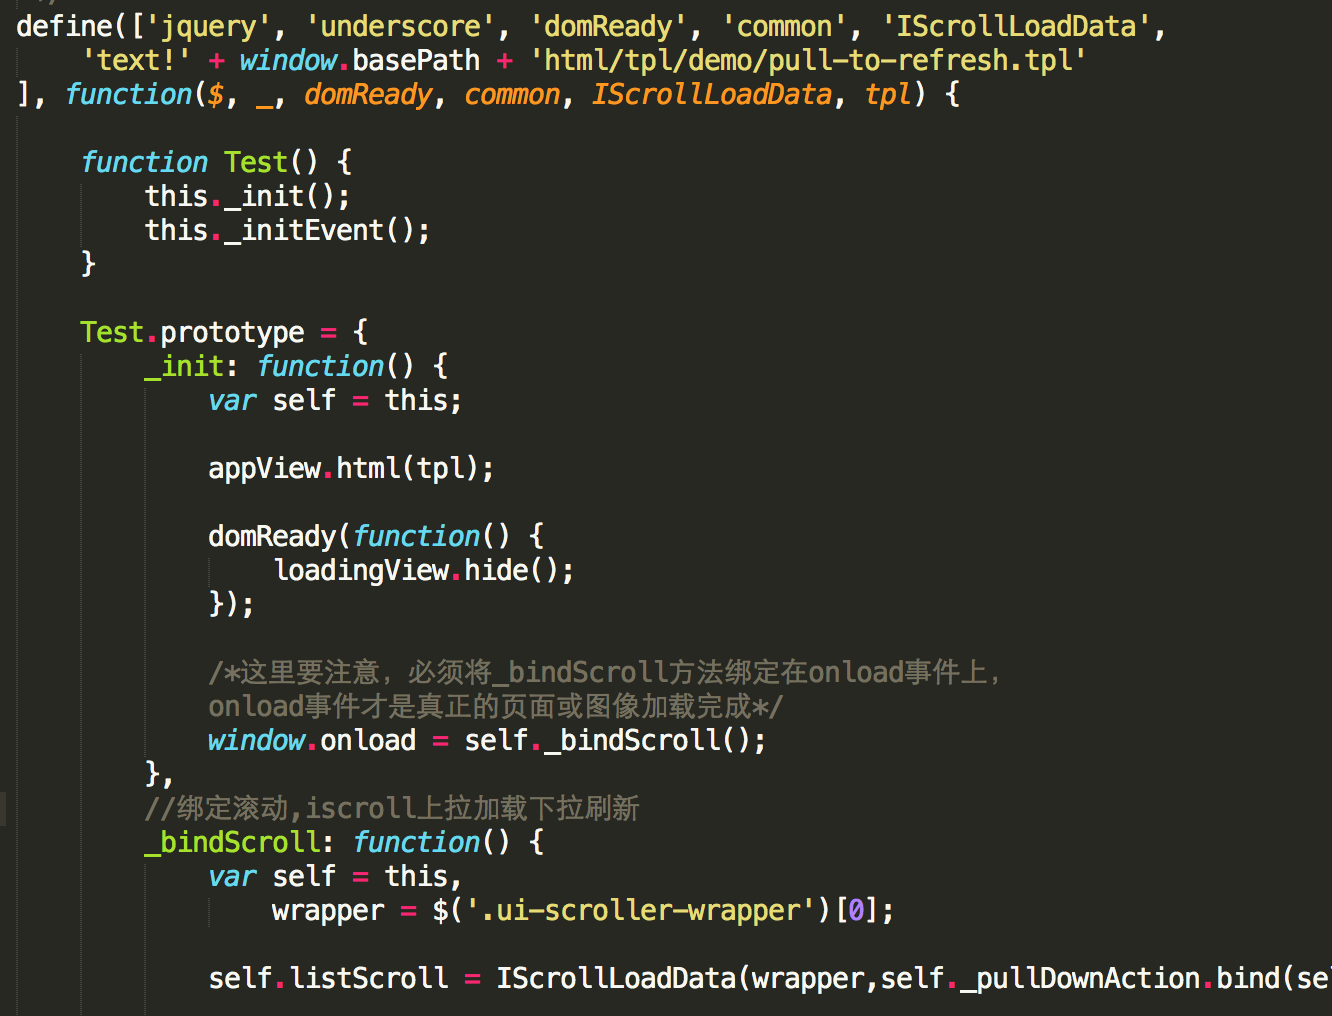 */
define(['jquery', 'underscore', 'domReady', 'common', 'IScrollLoadData',
    'text!' + window.basePath + 'html/tpl/demo/pull-to-refresh.tpl'
], function($, _, domReady, common, IScrollLoadData, tpl) {
    function Test() {
        this._init();
        this._initEvent();
    }
    Test.prototype = {
        _init: function() {
            var self = this;
            appView.html(tpl);
            domReady(function() {
                loadingView.hide();
            });
            /*这里要注意，必须将_bindScroll方法绑定在onload事件上，
            onload事件才是真正的页面或图像加载完成*/
            window.onload = self._bindScroll();
        },
        //绑定滚动,iscroll上拉加载下拉刷新
        _bindScroll: function() {
            var self = this,
                wrapper = $('.ui-scroller-wrapper')[0];
            self.listScroll = IScrollLoadData(wrapper,self._pullDownAction.bind(se